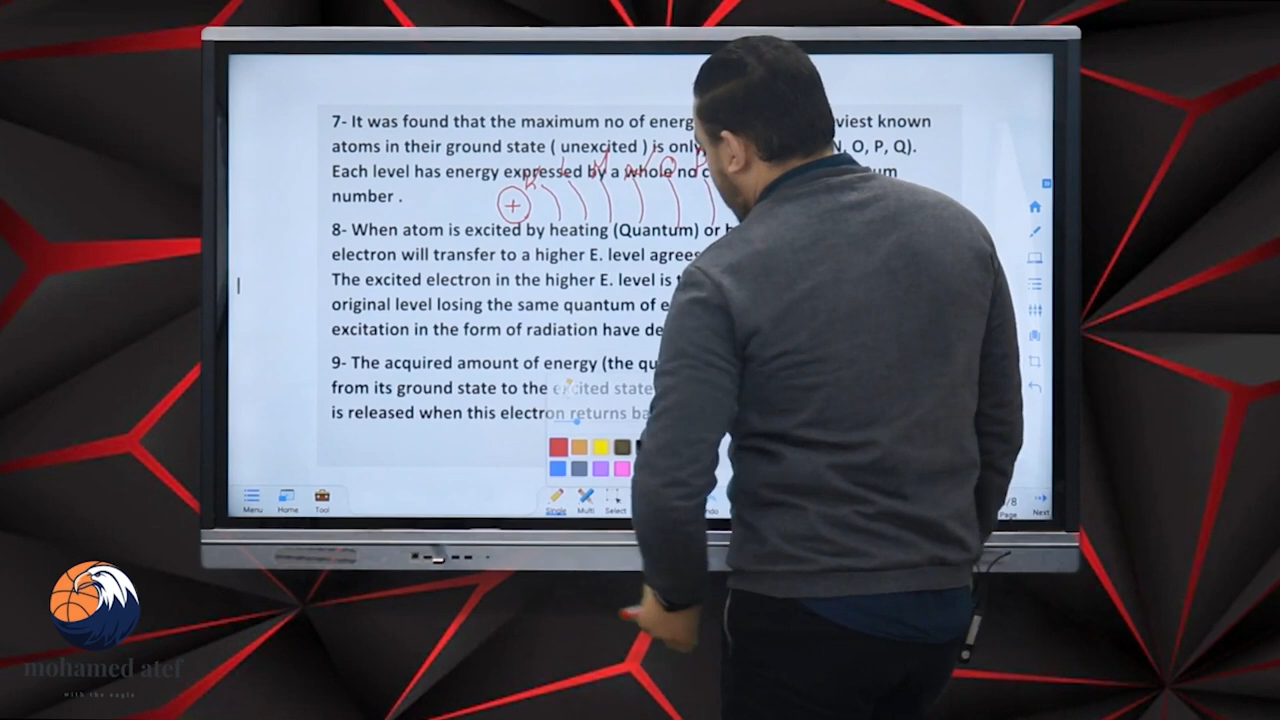 7- It was found that the maximum no of energ viest known
atoms in their ground state ( unexcited ) is only N, O, P, Q).
Each level has energy expressed by a whole no c um
number .
K L M N O P
+
8- When atom is excited by heating (Quantum) or
electron will transfer to a higher E. level agrees
The excited electron in the higher E. level is
original level losing the same quantum of e
excitation in the form of radiation have de
9- The acquired amount of energy (the qu
from its ground state to the excited state
is released when this electron returns ba
Menu Home Tool Single Multi Select ndo /8 Page Next
mohamed atef
with the eagle